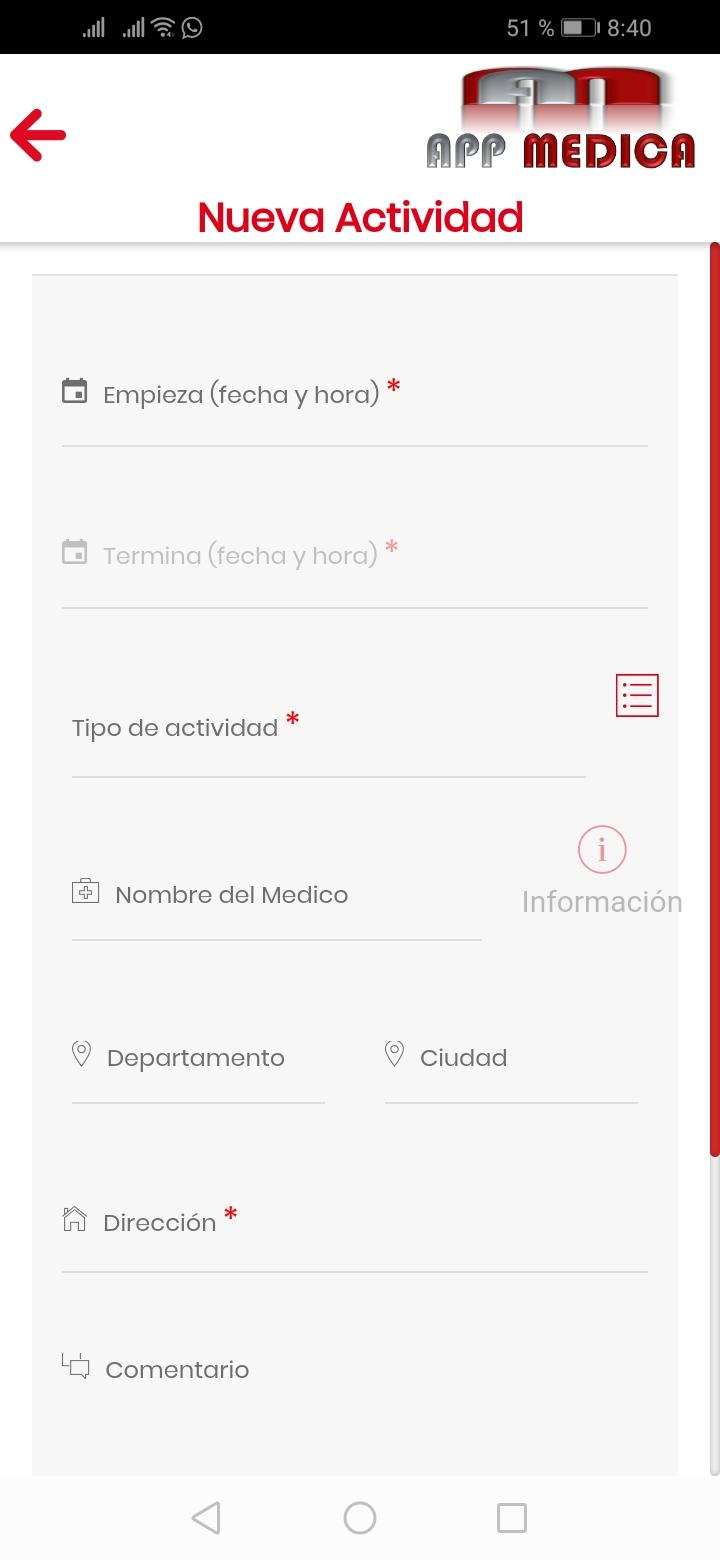 51 % 8:40
APP MEDICA
Nueva Actividad
Empieza (fecha y hora) *
Termina (fecha y hora) *
Tipo de actividad *
Nombre del Medico
i
Información
Departamento
Ciudad
Dirección *
Comentario